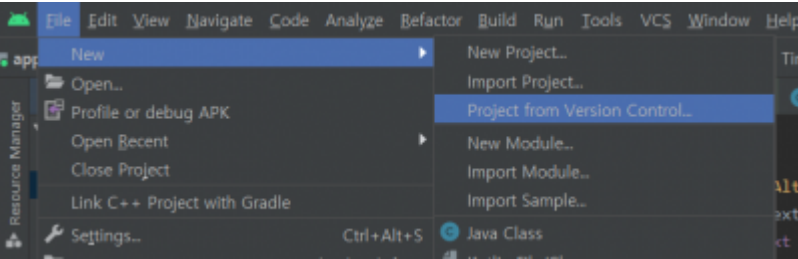 File Edit View Navigate Code Analyze Refactor Build Run Tools VCS Window Help
app
New
Open...
Profile or debug APK
Open Recent
Close Project
Link C++ Project with Gradle
Settings... Ctrl+Alt+S
New Project...
Import Project...
Project from Version Control...
New Module...
Import Module...
Import Sample...
Java Class
Resource Manager